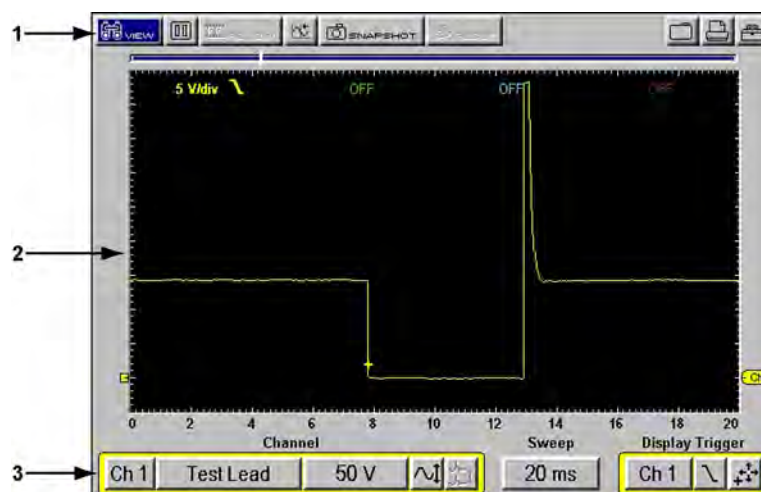 1
VIEW
SNAPSHOT
5 V/div OFF OFF OFF
2
Ch
0 2 4 6 8 10 12 14 16 18 20
Channel Sweep Display Trigger
3
Ch 1 Test Lead 50 V 20 ms Ch 1